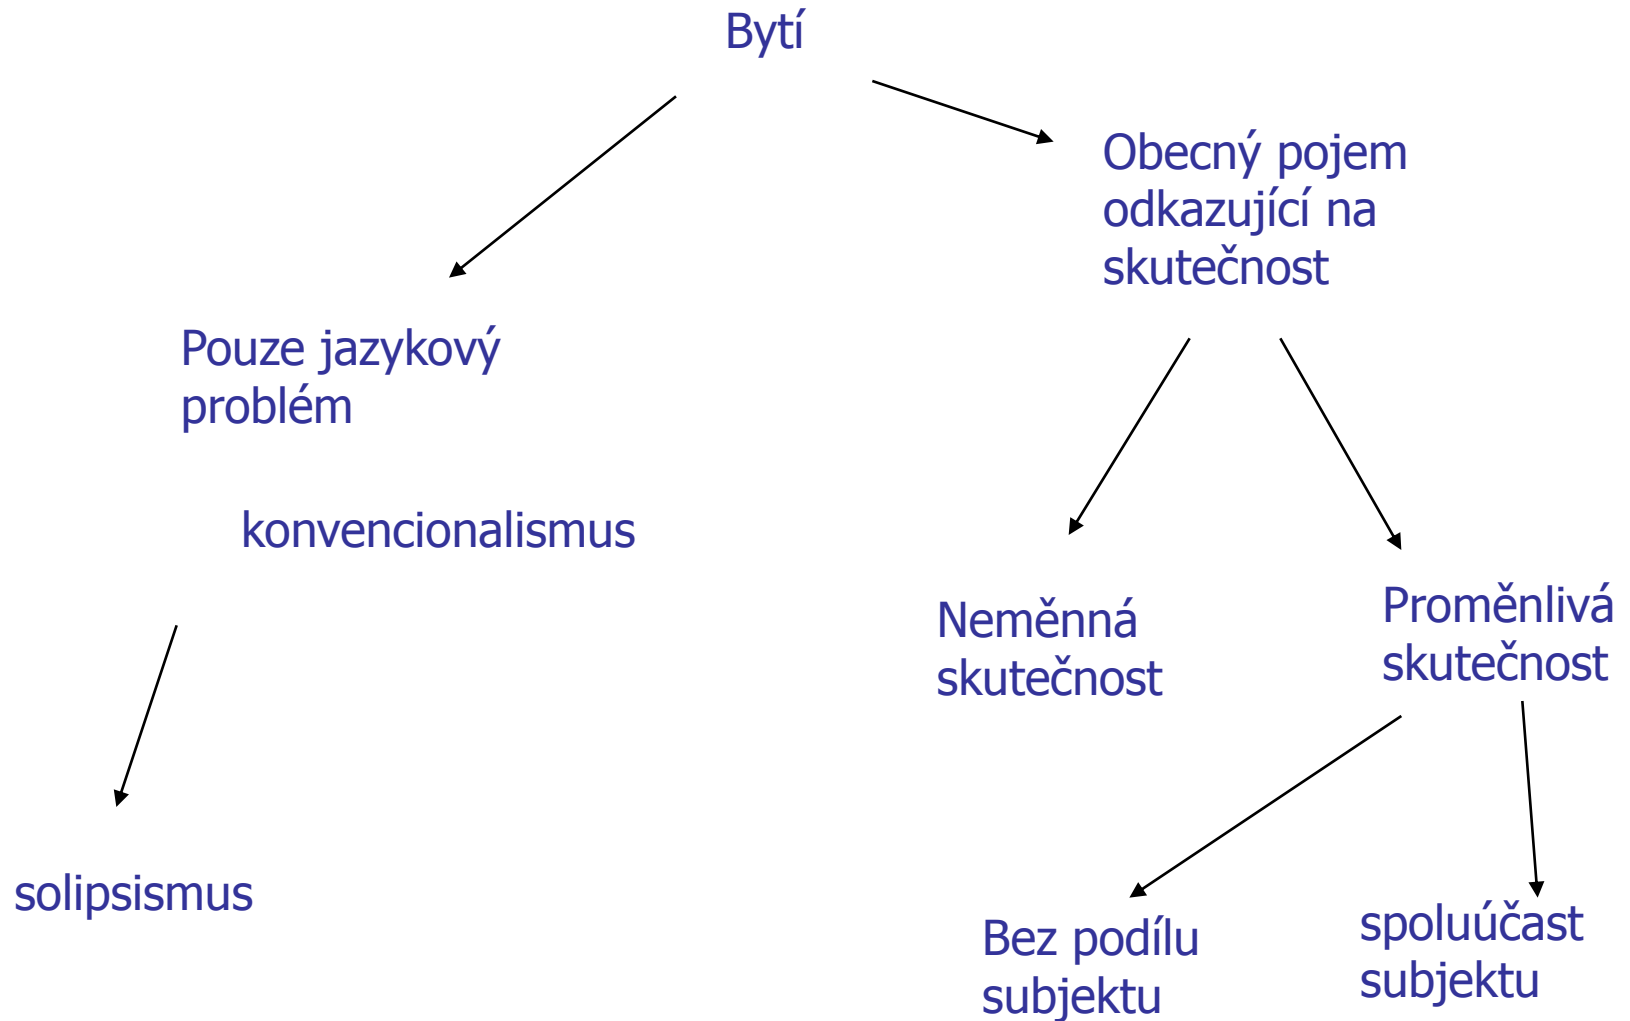 Bytí
Obecný pojem
odkazující na
skutečnost
Pouze jazykový
problém
konvencionalismus
Neměnná
skutečnost
Proměnlivá
skutečnost
solipsismus
Bez podílu
subjektu
spoluúčast
subjektu